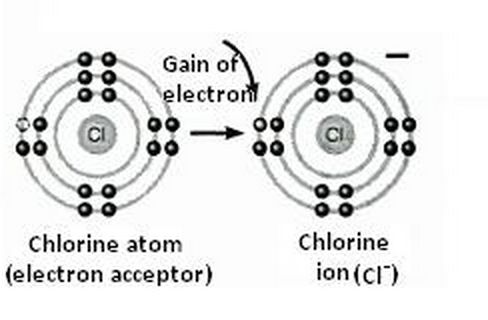 Gain of
electron
Cl
Cl
−
Chlorine atom
(electron acceptor)
Chlorine
ion (Cl⁻)